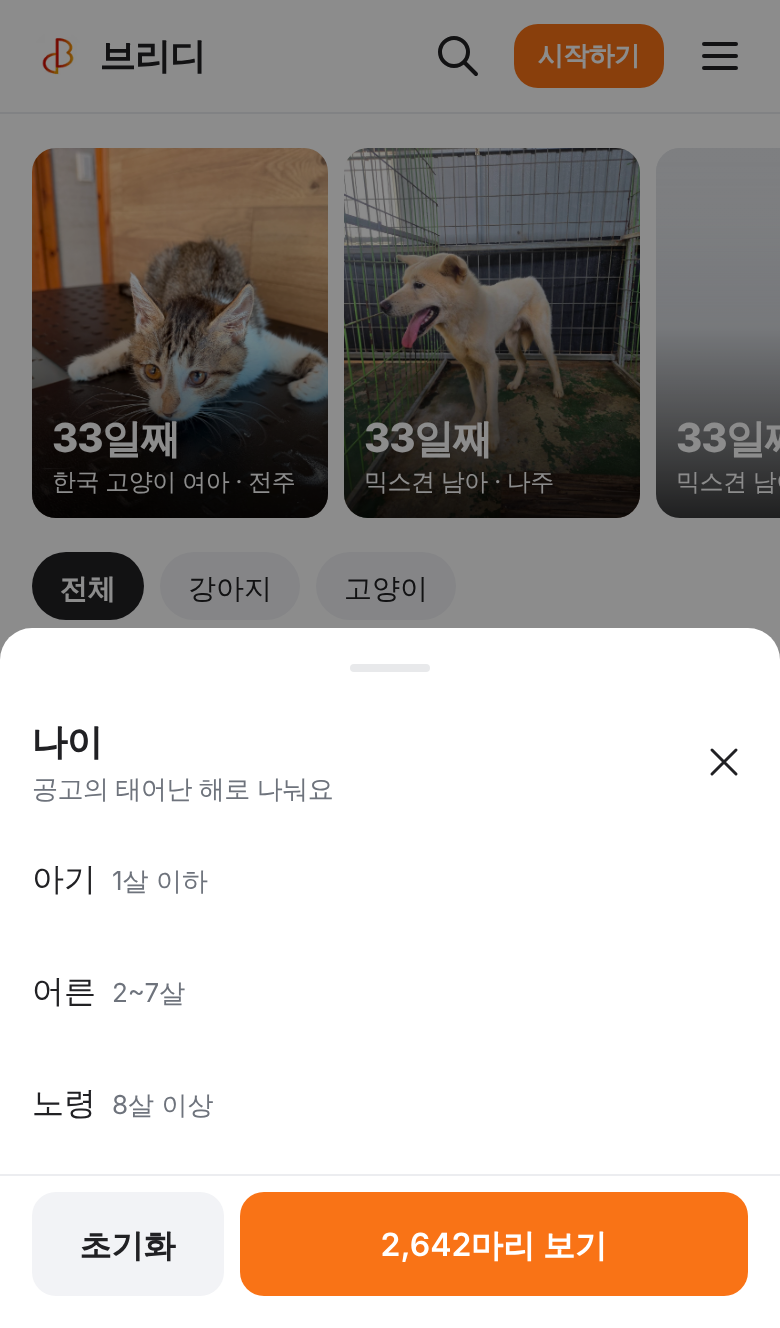 브리디
시작하기
33일째
한국 고양이 여아 · 전주
33일째
믹스견 남아 · 나주
33일
믹스견
전체
강아지
고양이
나이
공고의 태어난 해로 나눠요
아기 1살 이하
어른 2~7살
노령 8살 이상
초기화
2,642마리 보기